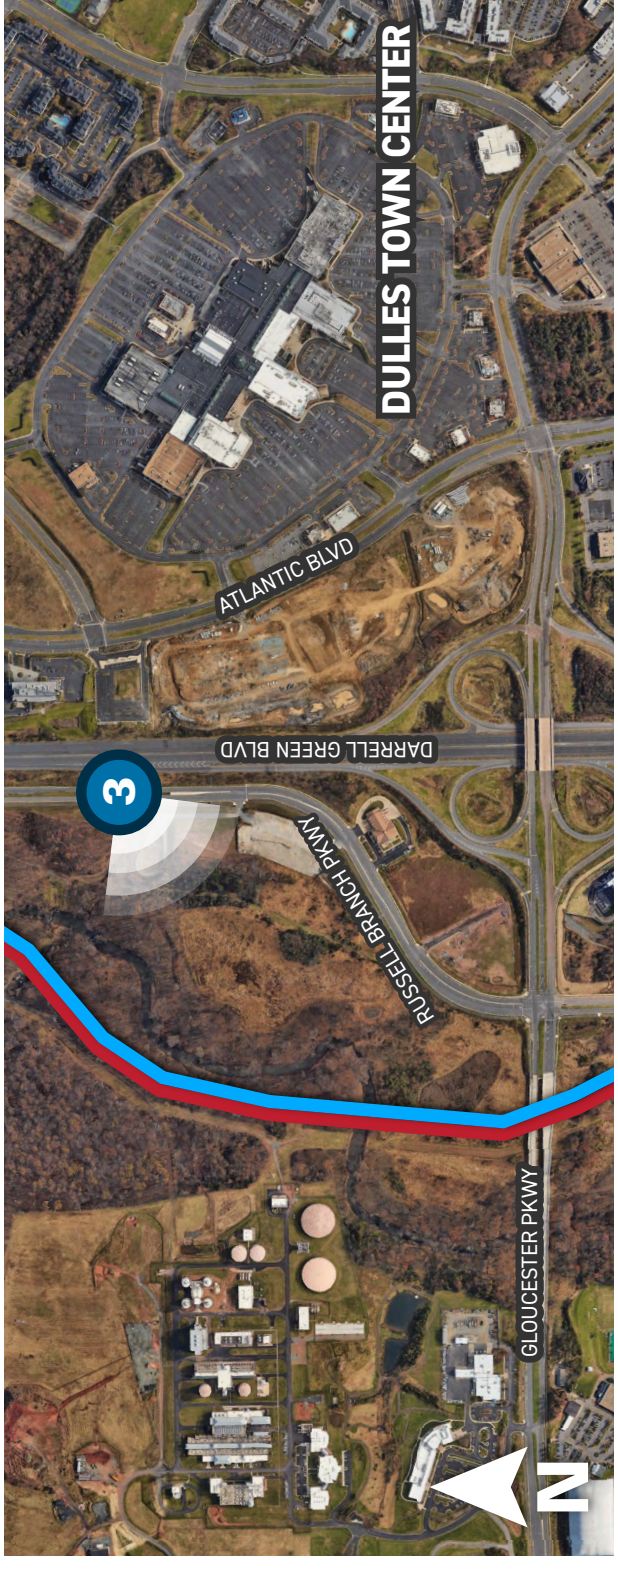 DULLES TOWN CENTER
ATLANTIC BLVD
DARRELL GREEN BLVD
3
RUSSELL BRANCH PKWY
GLOUCESTER PKWY
N